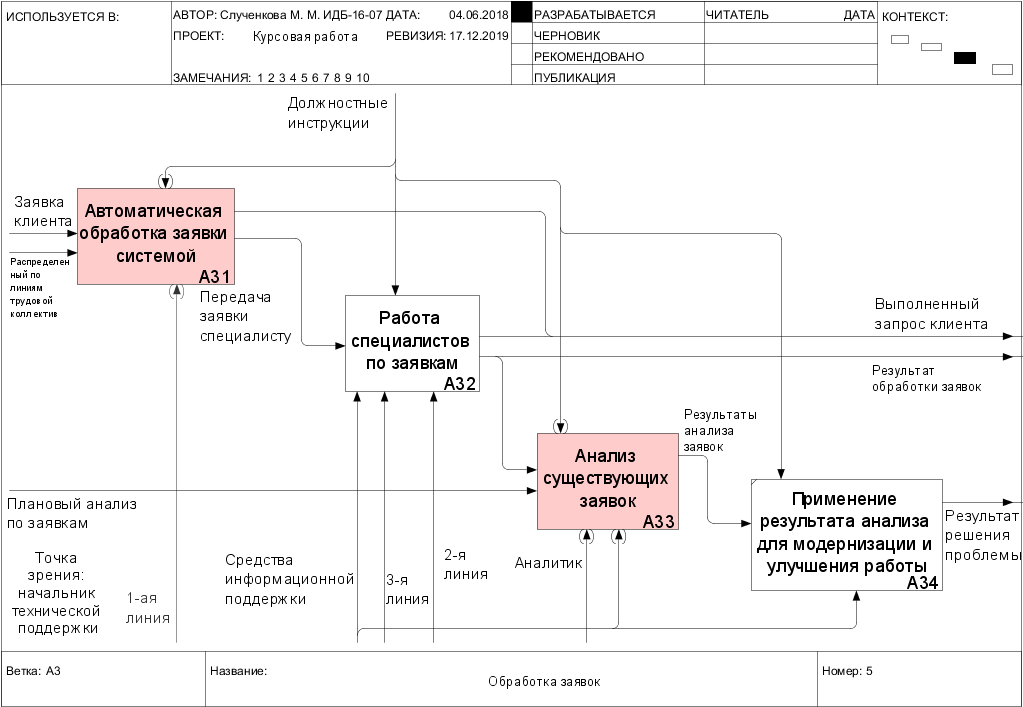 ИСПОЛЬЗУЕТСЯ В:
АВТОР: Слученкова М. М. ИДБ-16-07 ДАТА: 04.06.2018
ПРОЕКТ: Курсовая работа РЕВИЗИЯ: 17.12.2019
ЗАМЕЧАНИЯ: 1 2 3 4 5 6 7 8 9 10
РАЗРАБАТЫВАЕТСЯ
ЧЕРНОВИК
РЕКОМЕНДОВАНО
ПУБЛИКАЦИЯ
ЧИТАТЕЛЬ ДАТА
КОНТЕКСТ:
Должностные
инструкции
Заявка
клиента
Распределен
ный по
линиям
трудовой
коллектив
Автоматическая
обработка заявки
системой
A31
Передача
заявки
специалисту
Работа
специалистов
по заявкам
A32
Выполненный
запрос клиента
Результат
обработки заявок
Результаты
анализа
заявок
Анализ
существующих
заявок
A33
Плановый анализ
по заявкам
Применение
результата анализа
для модернизации и
улучшения работы
A34
Результат
решения
проблемы
Точка
зрения:
начальник
технической
поддержки
1-ая
линия
Средства
информационной
поддержки
3-я
линия
2-я
линия
Аналитик
Ветка: A3
Название:
Обработка заявок
Номер: 5